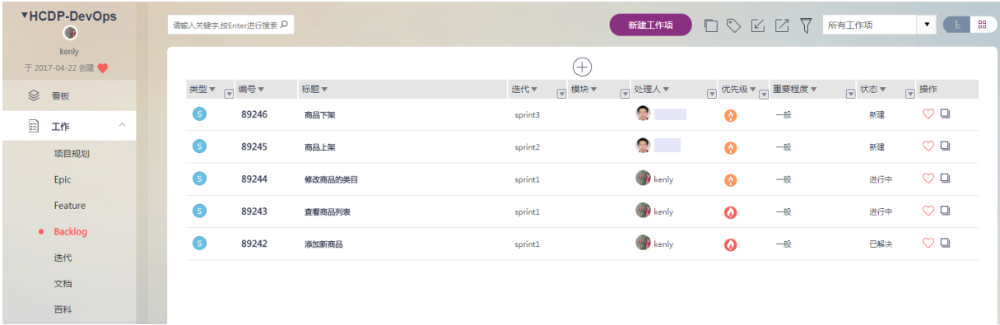 ▾HCDP-DevOps
kenly
于 2017-04-22 创建
看板
工作
项目规划
Epic
Feature
Backlog
迭代
文档
百科
请输入关键字,按Enter进行搜索
新建工作项
所有工作项
类型 编号 标题 迭代 模块 处理人 优先级 重要程度 状态 操作
S 89246 商品下架 sprint3 一般 新建
S 89245 商品上架 sprint2 一般 新建
S 89244 修改商品的类目 sprint1 kenly 一般 进行中
S 89243 查看商品列表 sprint1 kenly 一般 进行中
S 89242 添加新商品 sprint1 kenly 一般 已解决